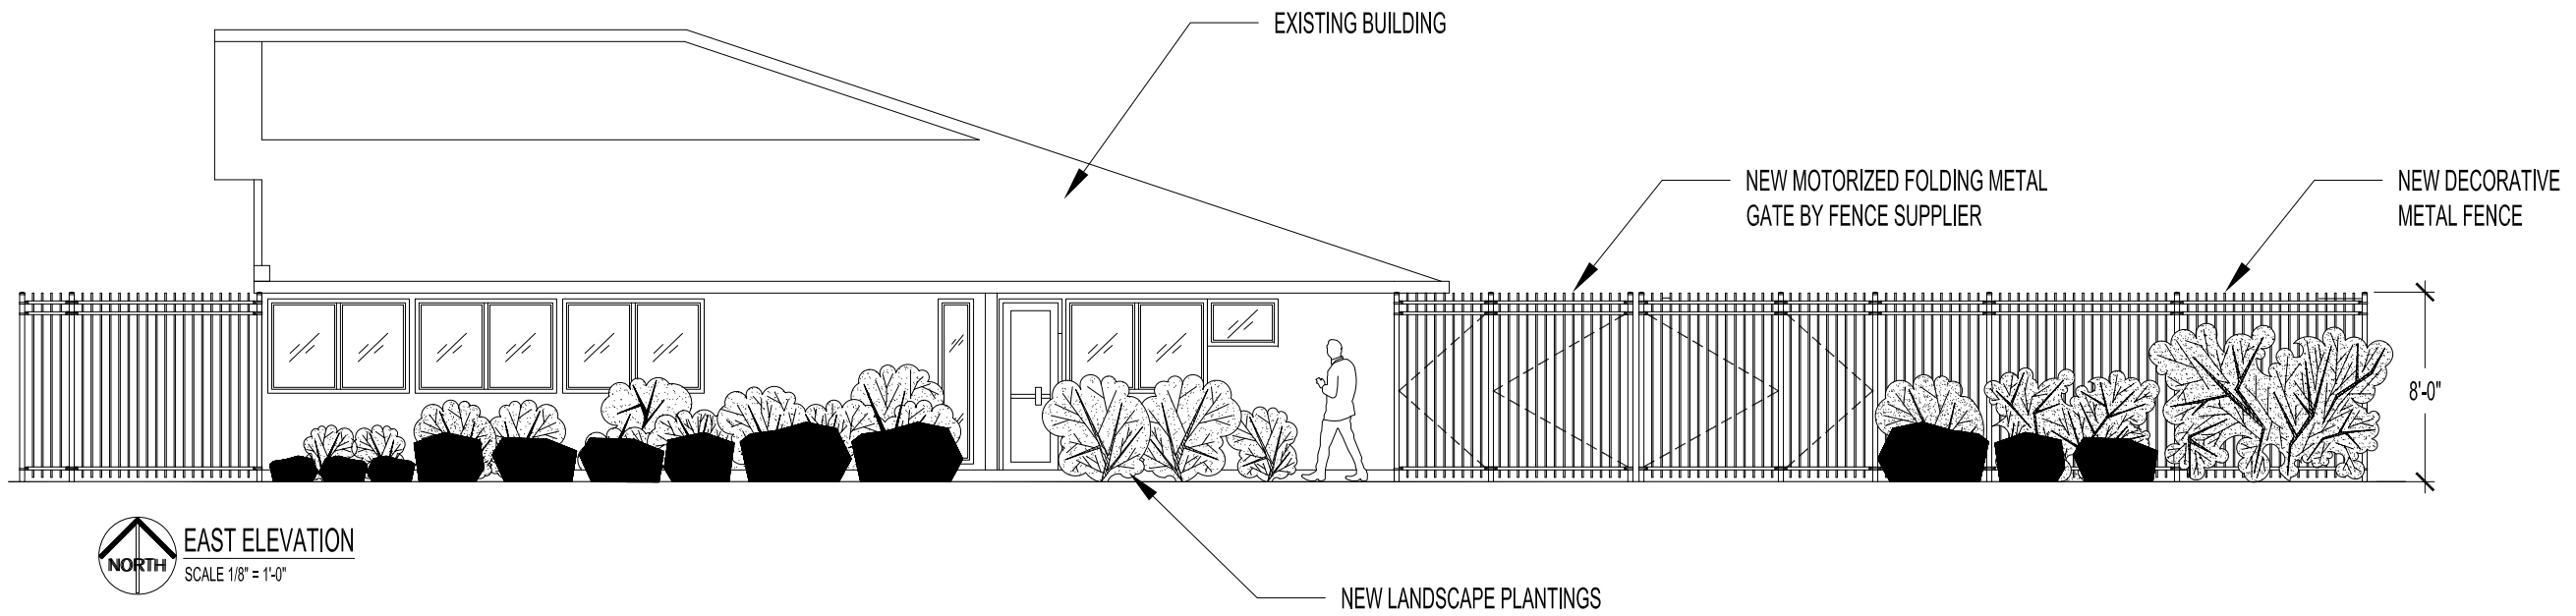 EXISTING BUILDING
NEW MOTORIZED FOLDING METAL
GATE BY FENCE SUPPLIER
NEW DECORATIVE
METAL FENCE
8'-0"
EAST ELEVATION
NORTH
SCALE 1/8" = 1'-0"
NEW LANDSCAPE PLANTINGS